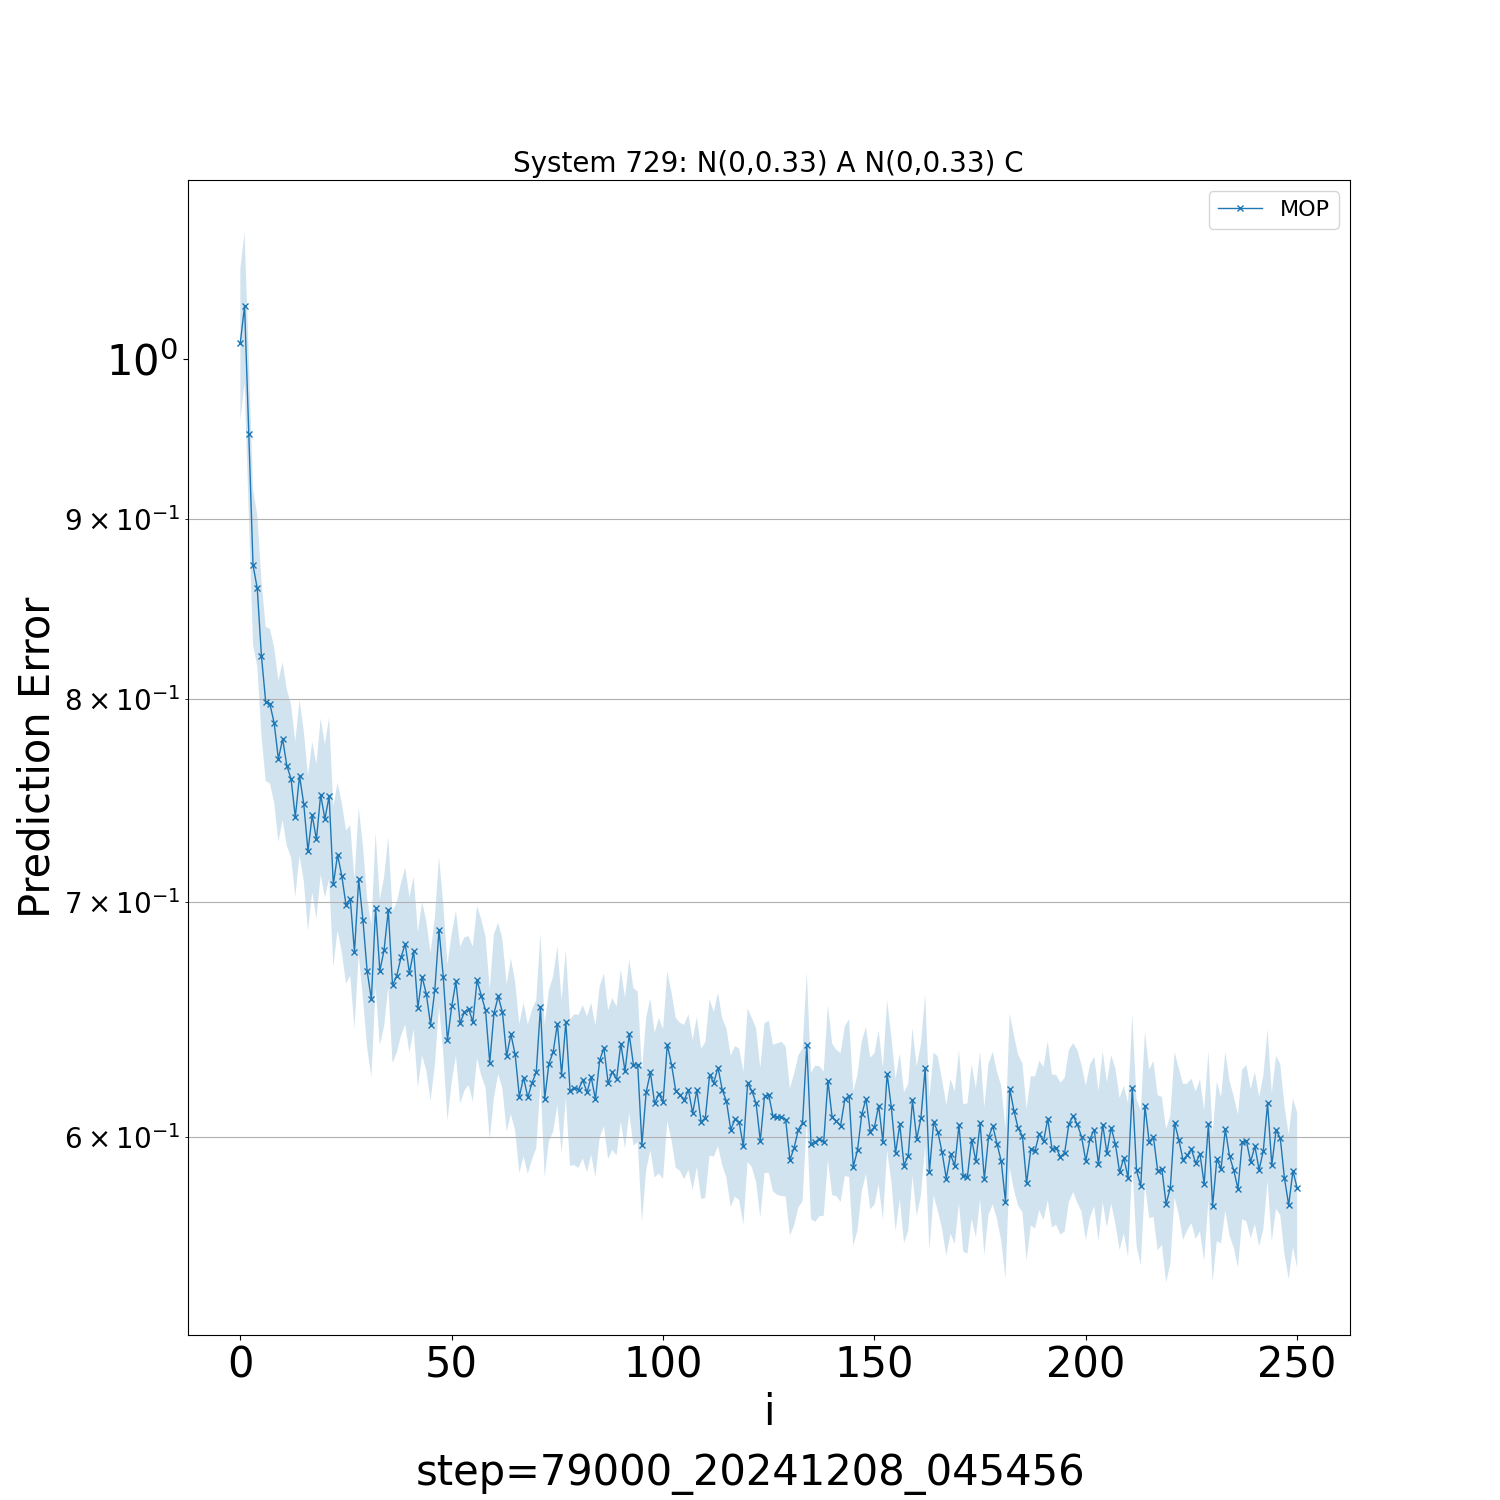 System 729: N(0,0.33) A N(0,0.33) C
MOP
10⁰
9 × 10⁻¹
8 × 10⁻¹
7 × 10⁻¹
6 × 10⁻¹
Prediction Error
0 50 100 150 200 250
i
step=79000_20241208_045456